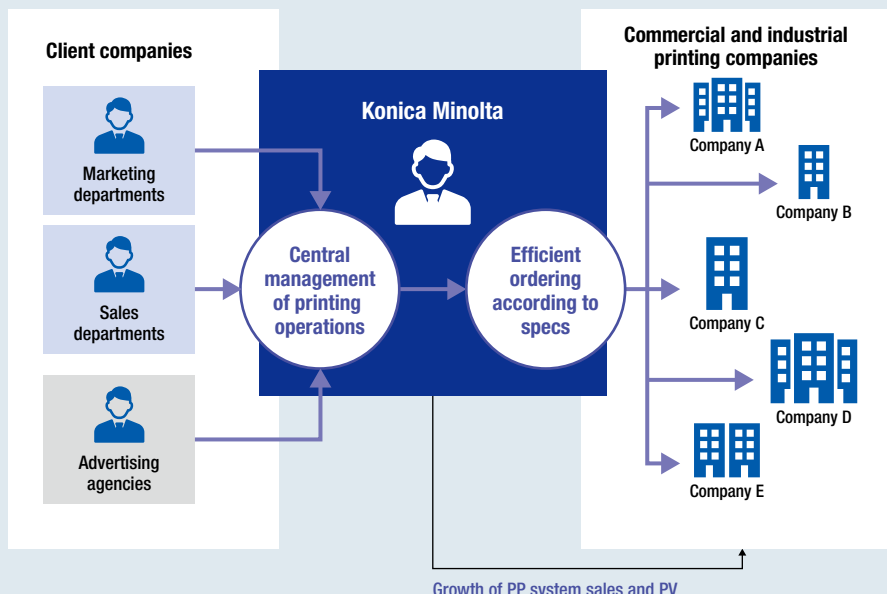 Client companies
Marketing
departments
Sales
departments
Advertising
agencies
Konica Minolta
Central
management
of printing
operations
Efficient
ordering
according to
specs
Commercial and industrial
printing companies
Company A
Company B
Company C
Company D
Company E
Growth of PP system sales and PV